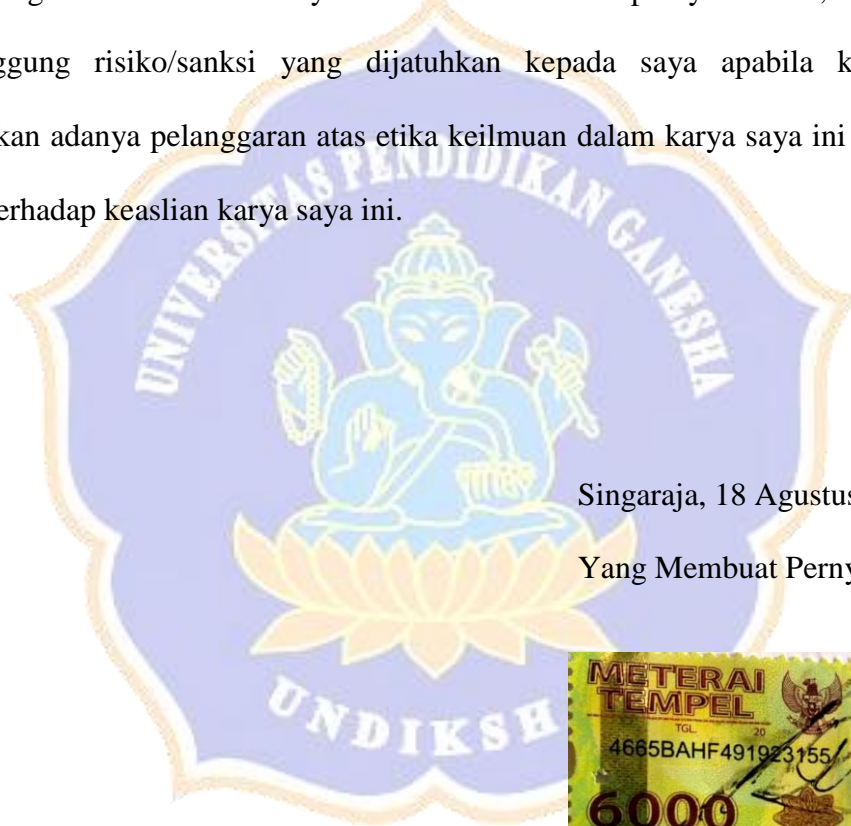 ggung risiko/sanksi yang dijatuhkan kepada saya apabila k
kan adanya pelanggaran atas etika keilmuan dalam karya saya ini
erhadap keaslian karya saya ini.
UNIVERSITAS PENDIDIKAN GANESHA
Singaraja, 18 Agustus
Yang Membuat Perny
UNDIKSH
METERAI
TEMPEL
TGL. 20
4665BAHF491923155
6000